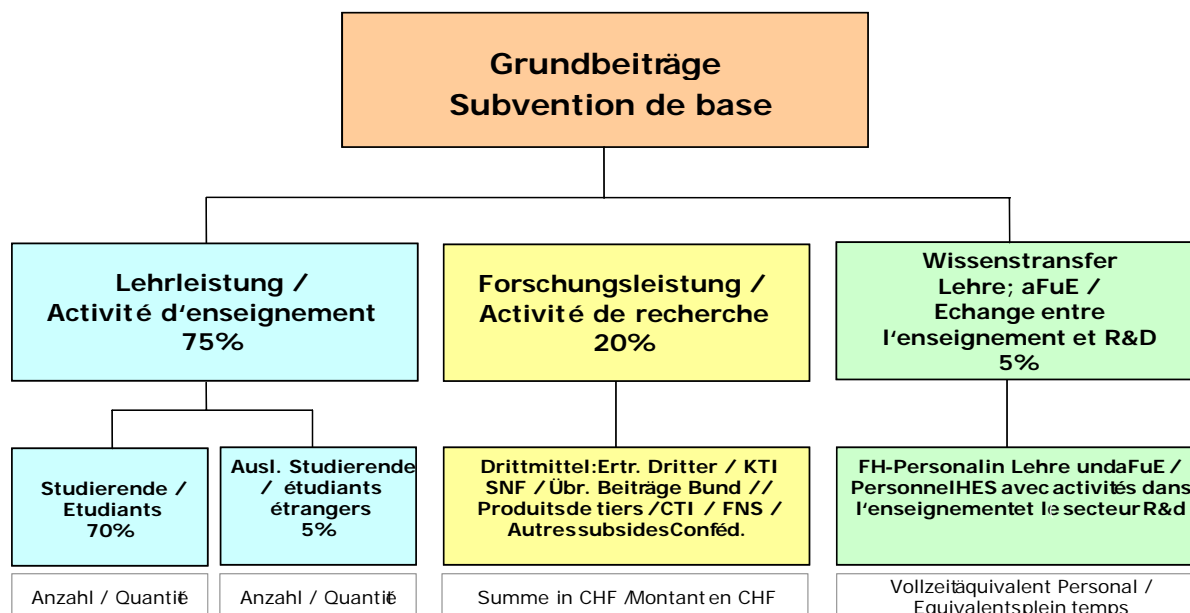 Grundbeiträge
Subvention de base
Lehrleistung /
Activité d'enseignement
75%
Forschungsleistung /
Activité de recherche
20%
Wissenstransfer
Lehre; aFuE /
Echange entre
l'enseignement et R&D
5%
Studierende /
Etudiants
70%
Ausl. Studierende
/ étudiants
étrangers
5%
Drittmittel:Ertr. Dritter / KTI
SNF / Übr. Beiträge Bund //
Produits de tiers / CTI / FNS /
Autres subsides Conféd.
FH-Personal in Lehre und aFuE /
Personnel HES avec activités dans
l'enseignement et le secteur R&d
Anzahl / Quantité
Anzahl / Quantité
Summe in CHF / Montant en CHF
Vollzeitäquivalent Personal /
Equivalents plein temps